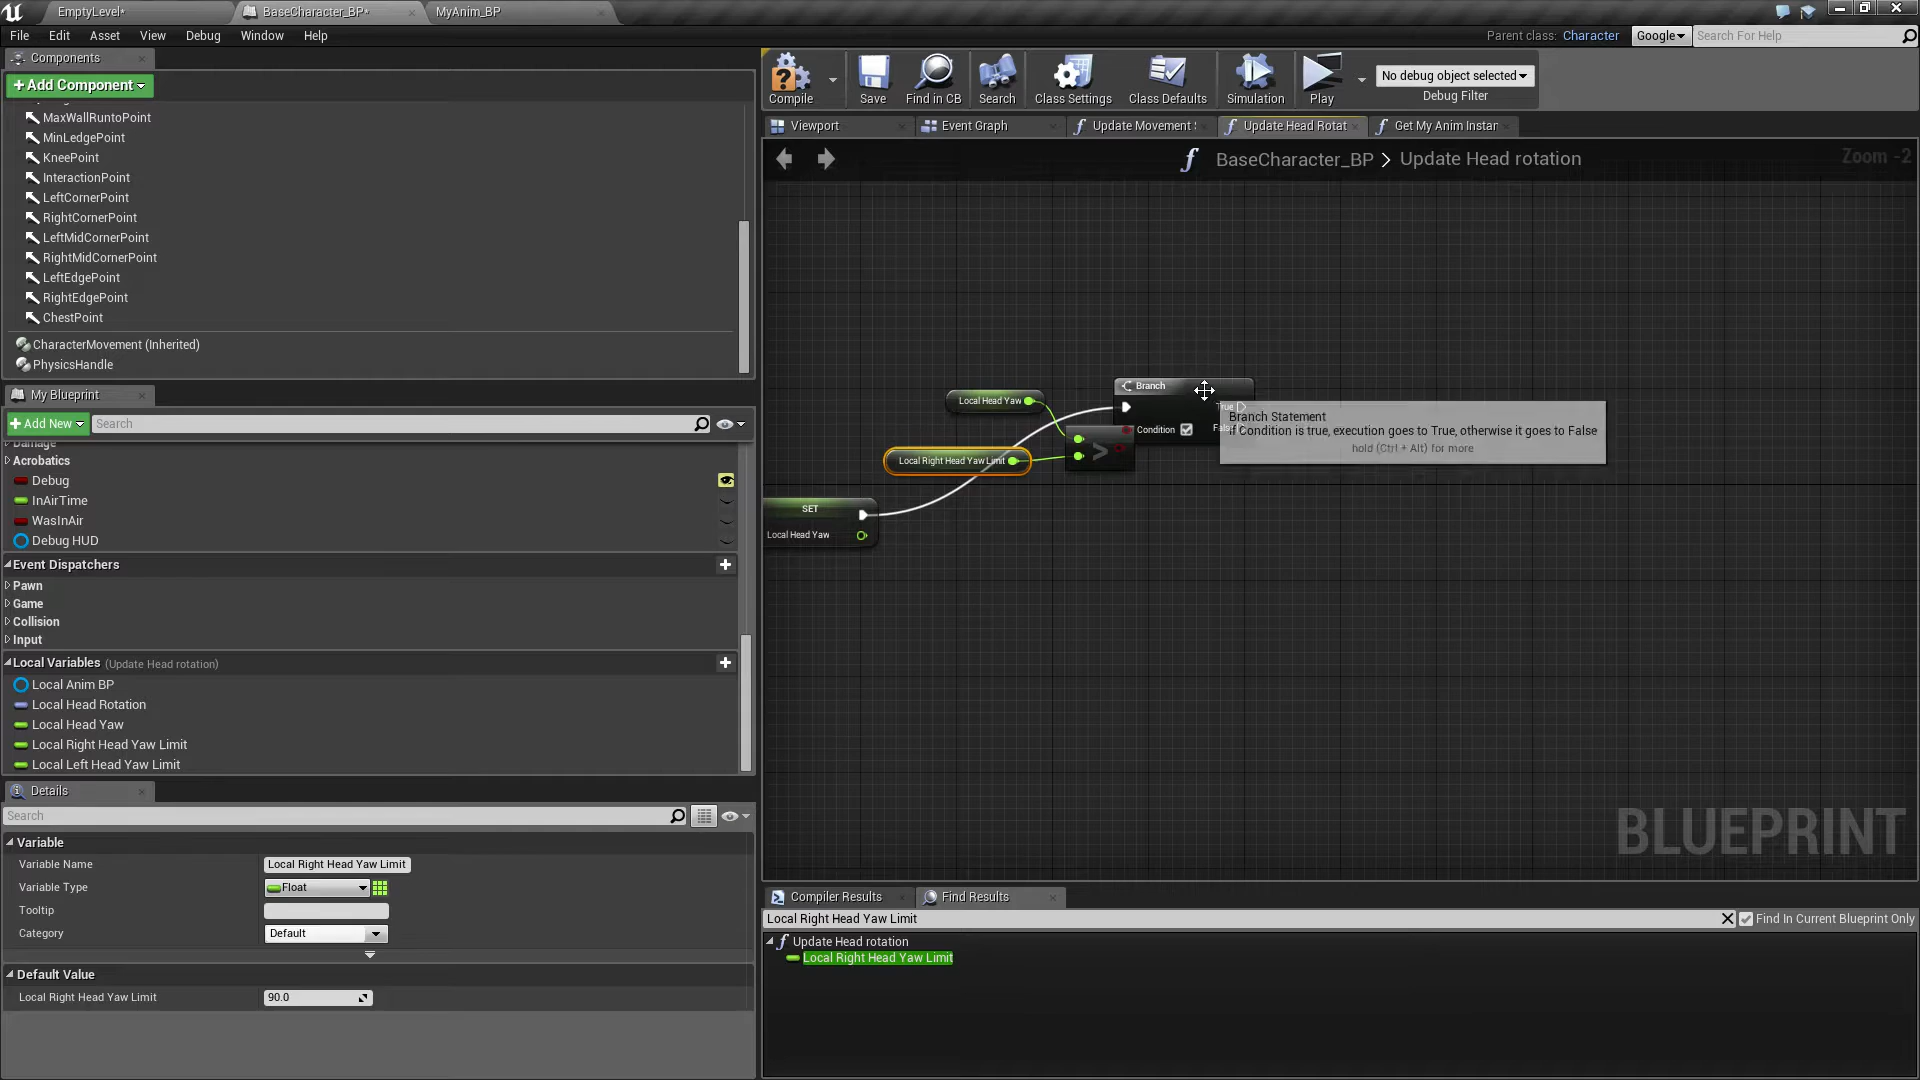 EmptyLevel*
BaseCharacter_BP*
MyAnim_BP
File
Edit
Asset
View
Debug
Window
Help
Parent class: Character
Google
Search For Help
Components
+Add Component
MaxWallRuntoPoint
MinLedgePoint
KneePoint
InteractionPoint
LeftCornerPoint
RightCornerPoint
LeftMidCornerPoint
RightMidCornerPoint
LeftEdgePoint
RightEdgePoint
ChestPoint
CharacterMovement (Inherited)
PhysicsHandle
My Blueprint
+Add New
Search
Damage
Acrobatics
Debug
InAirTime
WasInAir
Debug HUD
Event Dispatchers
Pawn
Game
Collision
Input
Local Variables (Update Head rotation)
Local Anim BP
Local Head Rotation
Local Head Yaw
Local Right Head Yaw Limit
Local Left Head Yaw Limit
Details
Search
Variable
Variable Name
Local Right Head Yaw Limit
Variable Type
Float
Tooltip
Category
Default
Default Value
Local Right Head Yaw Limit
90.0
Compile
Save
Find in CB
Search
Class Settings
Class Defaults
Simulation
Play
No debug object selected
Debug Filter
Viewport
Event Graph
Update Movement
Update Head Rotat
Get My Anim Instan
BaseCharacter_BP > Update Head rotation
Zoom -2
Local Head Yaw
Local Right Head Yaw Limit
>
SET
Local Head Yaw
Branch
True
Condition
Branch Statement
If Condition is true, execution goes to True, otherwise it goes to False
hold (Ctrl + Alt) for more
BLUEPRINT
Compiler Results
Find Results
Local Right Head Yaw Limit
Find In Current Blueprint Only
Update Head rotation
Local Right Head Yaw Limit